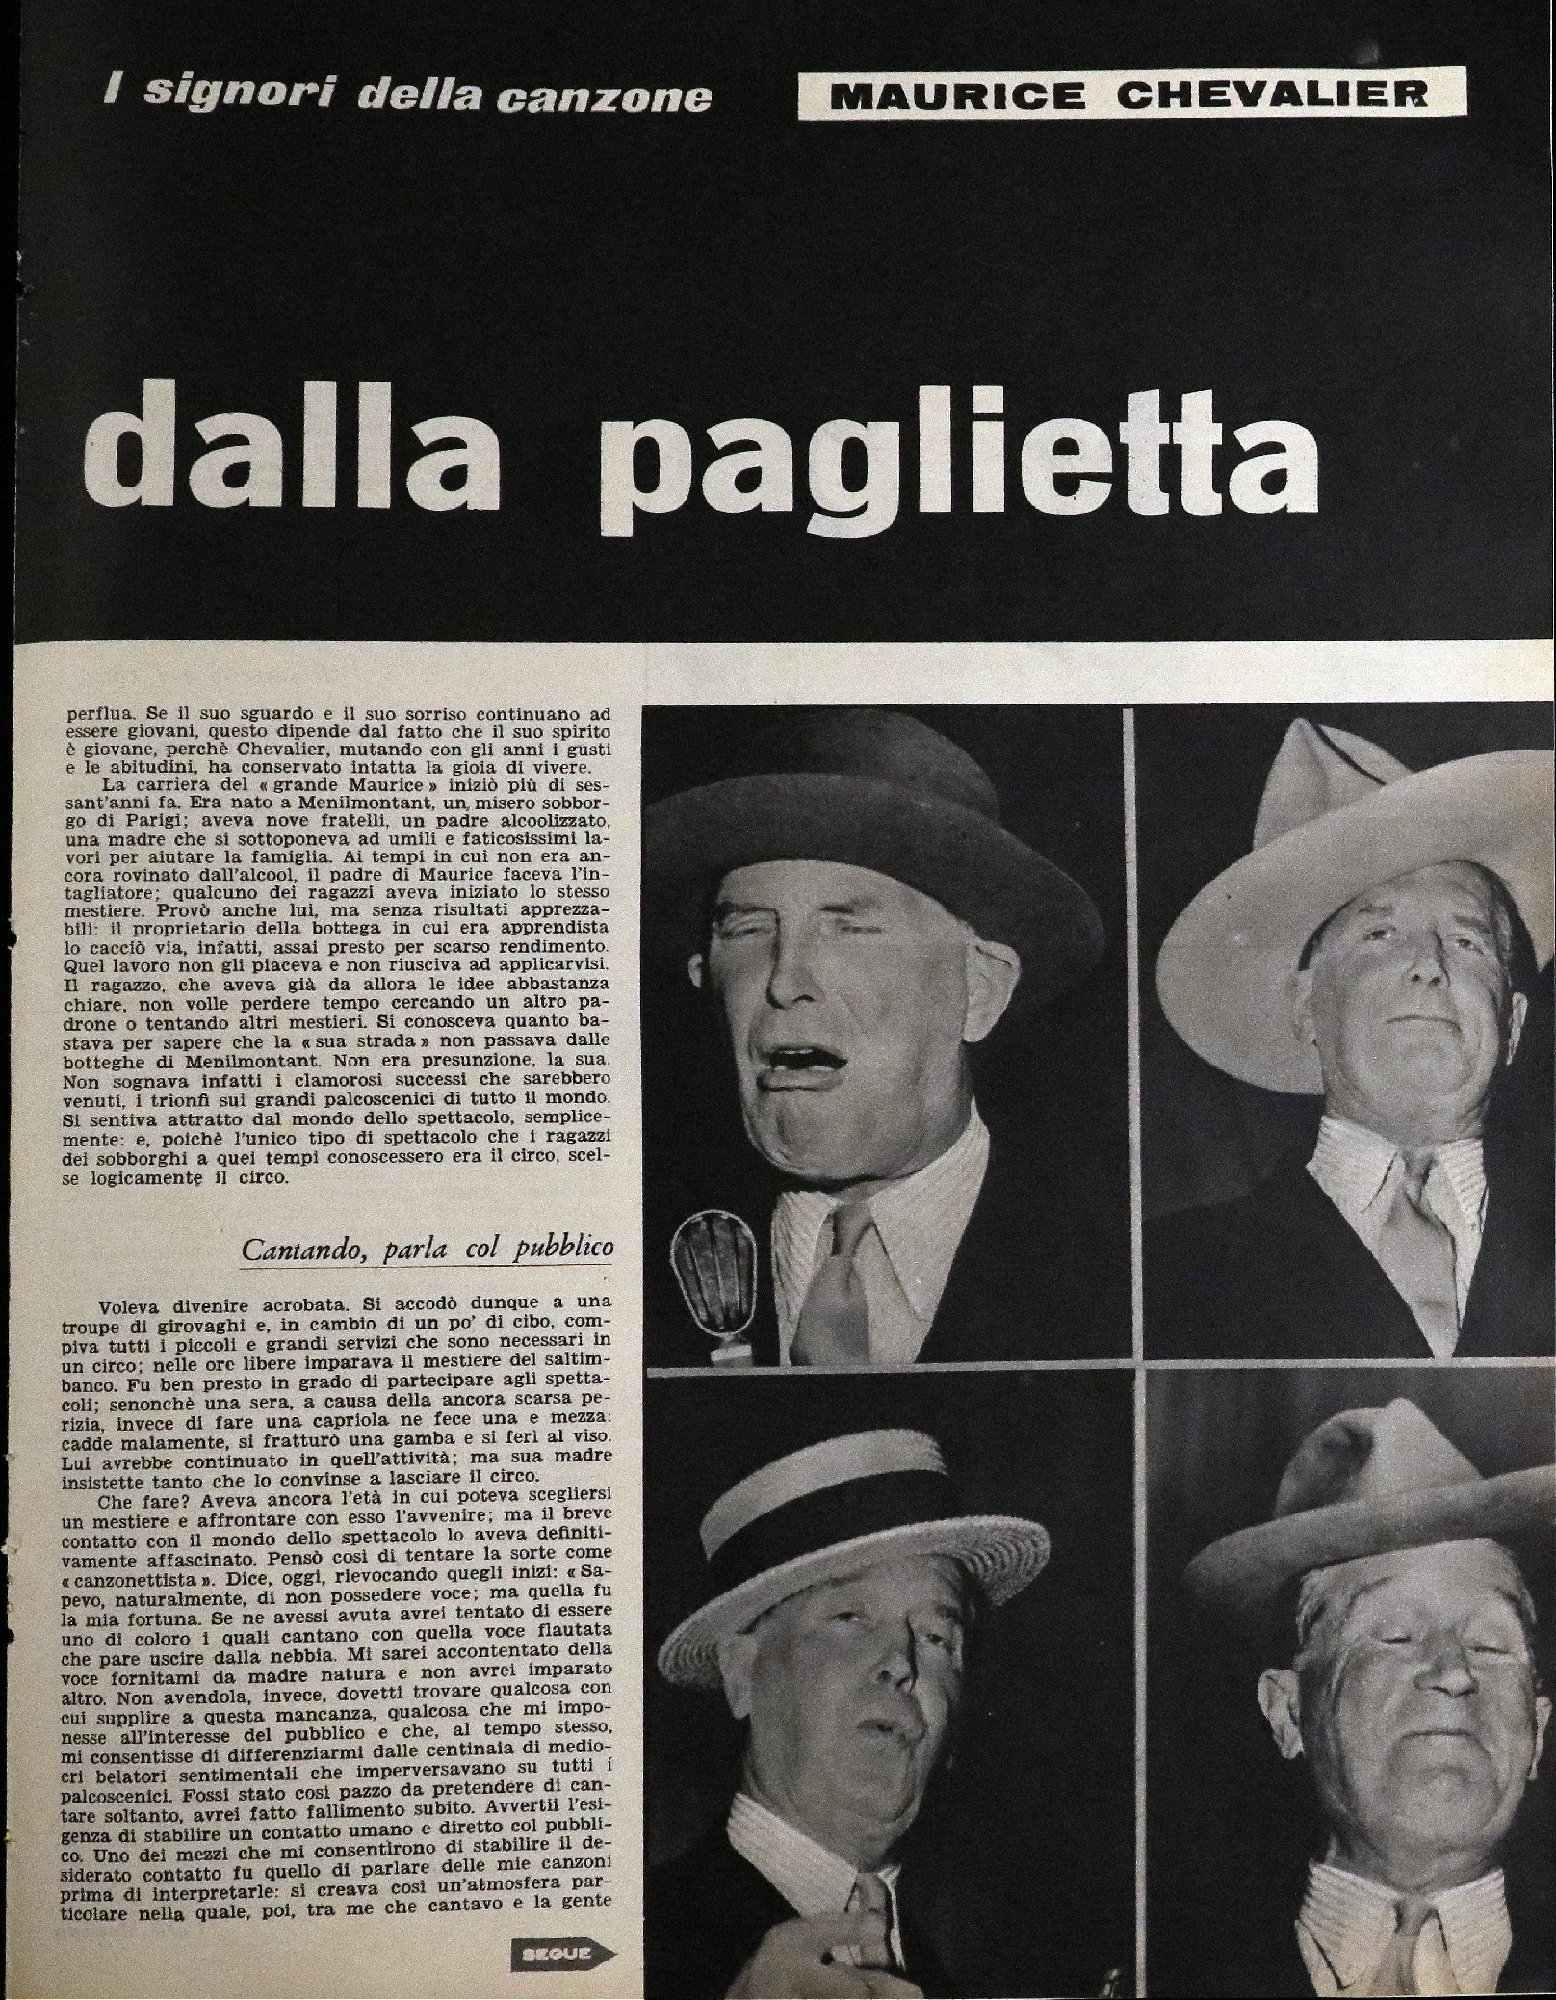 I signori della canzone
MAURICE CHEVALIER
dalla paglietta
perflua. Se il suo sguardo e il suo sorriso continuano ad
essere giovani, questo dipende dal fatto che il suo spirito
è giovane, perchè Chevalier, mutando con gli anni i gusti
e le abitudini, ha conservato intatta la gioia di vivere.
La carriera del « grande Maurice » iniziò più di ses-
sant'anni fa. Era nato a Menilmontant, un misero sobbor-
go di Parigi; aveva nove fratelli, un padre alcoolizzato,
una madre che si sottoponeva ad umili e faticosissimi la-
vori per aiutare la famiglia. Ai tempi in cui non era an-
cora rovinato dall'alcool, il padre di Maurice faceva l'in-
tagliatore; qualcuno dei ragazzi aveva iniziato lo stesso
mestiere. Provò anche lui, ma senza risultati apprezza-
bili: il proprietario della bottega in cui era apprendista
lo cacciò via, infatti, assai presto per scarso rendimento.
Quel lavoro non gli piaceva e non riusciva ad applicarvisi.
Il ragazzo, che aveva già da allora le idee abbastanza
chiare, non volle perdere tempo cercando un altro pa-
drone o tentando altri mestieri. Si conosceva quanto ba-
stava per sapere che la « sua strada » non passava dalle
botteghe di Menilmontant. Non era presunzione, la sua.
Non sognava infatti i clamorosi successi che sarebbero
venuti, i trionfi sui grandi palcoscenici di tutto il mondo.
Si sentiva attratto dal mondo dello spettacolo, semplice-
mente: e, poichè l'unico tipo di spettacolo che i ragazzi
dei sobborghi a quei tempi conoscessero era il circo, scel-
se logicamente il circo.
Cantando, parla col pubblico
Voleva divenire acrobata. Si accodò dunque a una
troupe di girovaghi e, in cambio di un po' di cibo, com-
piva tutti i piccoli e grandi servizi che sono necessari in
un circo; nelle ore libere imparava il mestiere del saltim-
banco. Fu ben presto in grado di partecipare agli spetta-
coli; senonchè una sera, a causa della ancora scarsa pe-
rizia, invece di fare una capriola ne fece una e mezza:
cadde malamente, si fratturò una gamba e si ferì al viso.
Lui avrebbe continuato in quell'attività; ma sua madre
insistette tanto che lo convinse a lasciare il circo.
Che fare? Aveva ancora l'età in cui poteva scegliersi
un mestiere e affrontare con esso l'avvenire; ma il breve
contatto con il mondo dello spettacolo lo aveva definiti-
vamente affascinato. Pensò così di tentare la sorte come
« canzonettista ». Dice, oggi, rievocando quegli inizi: « Sa-
pevo, naturalmente, di non possedere voce; ma quella fu
la mia fortuna. Se ne avessi avuta avrei tentato di essere
uno di coloro i quali cantano con quella voce flautata
che pare uscire dalla nebbia. Mi sarei accontentato della
voce fornitami da madre natura e non avrei imparato
altro. Non avendola, invece, dovetti trovare qualcosa con
cui supplire a questa mancanza, qualcosa che mi impo-
nesse all'interesse del pubblico e che, al tempo stesso,
mi consentisse di differenziarmi dalle centinaia di medio-
cri belatori sentimentali che imperversavano su tutti i
palcoscenici. Fossi stato così pazzo da pretendere di can-
tare soltanto, avrei fatto fallimento subito. Avvertii l'esi-
genza di stabilire un contatto umano e diretto col pubbli-
co. Uno dei mezzi che mi consentirono di stabilire il de-
siderato contatto fu quello di parlare delle mie canzoni
prima di interpretarle: si creava così un'atmosfera par-
ticolare nella quale, poi, tra me che cantavo e la gente
SEGUE